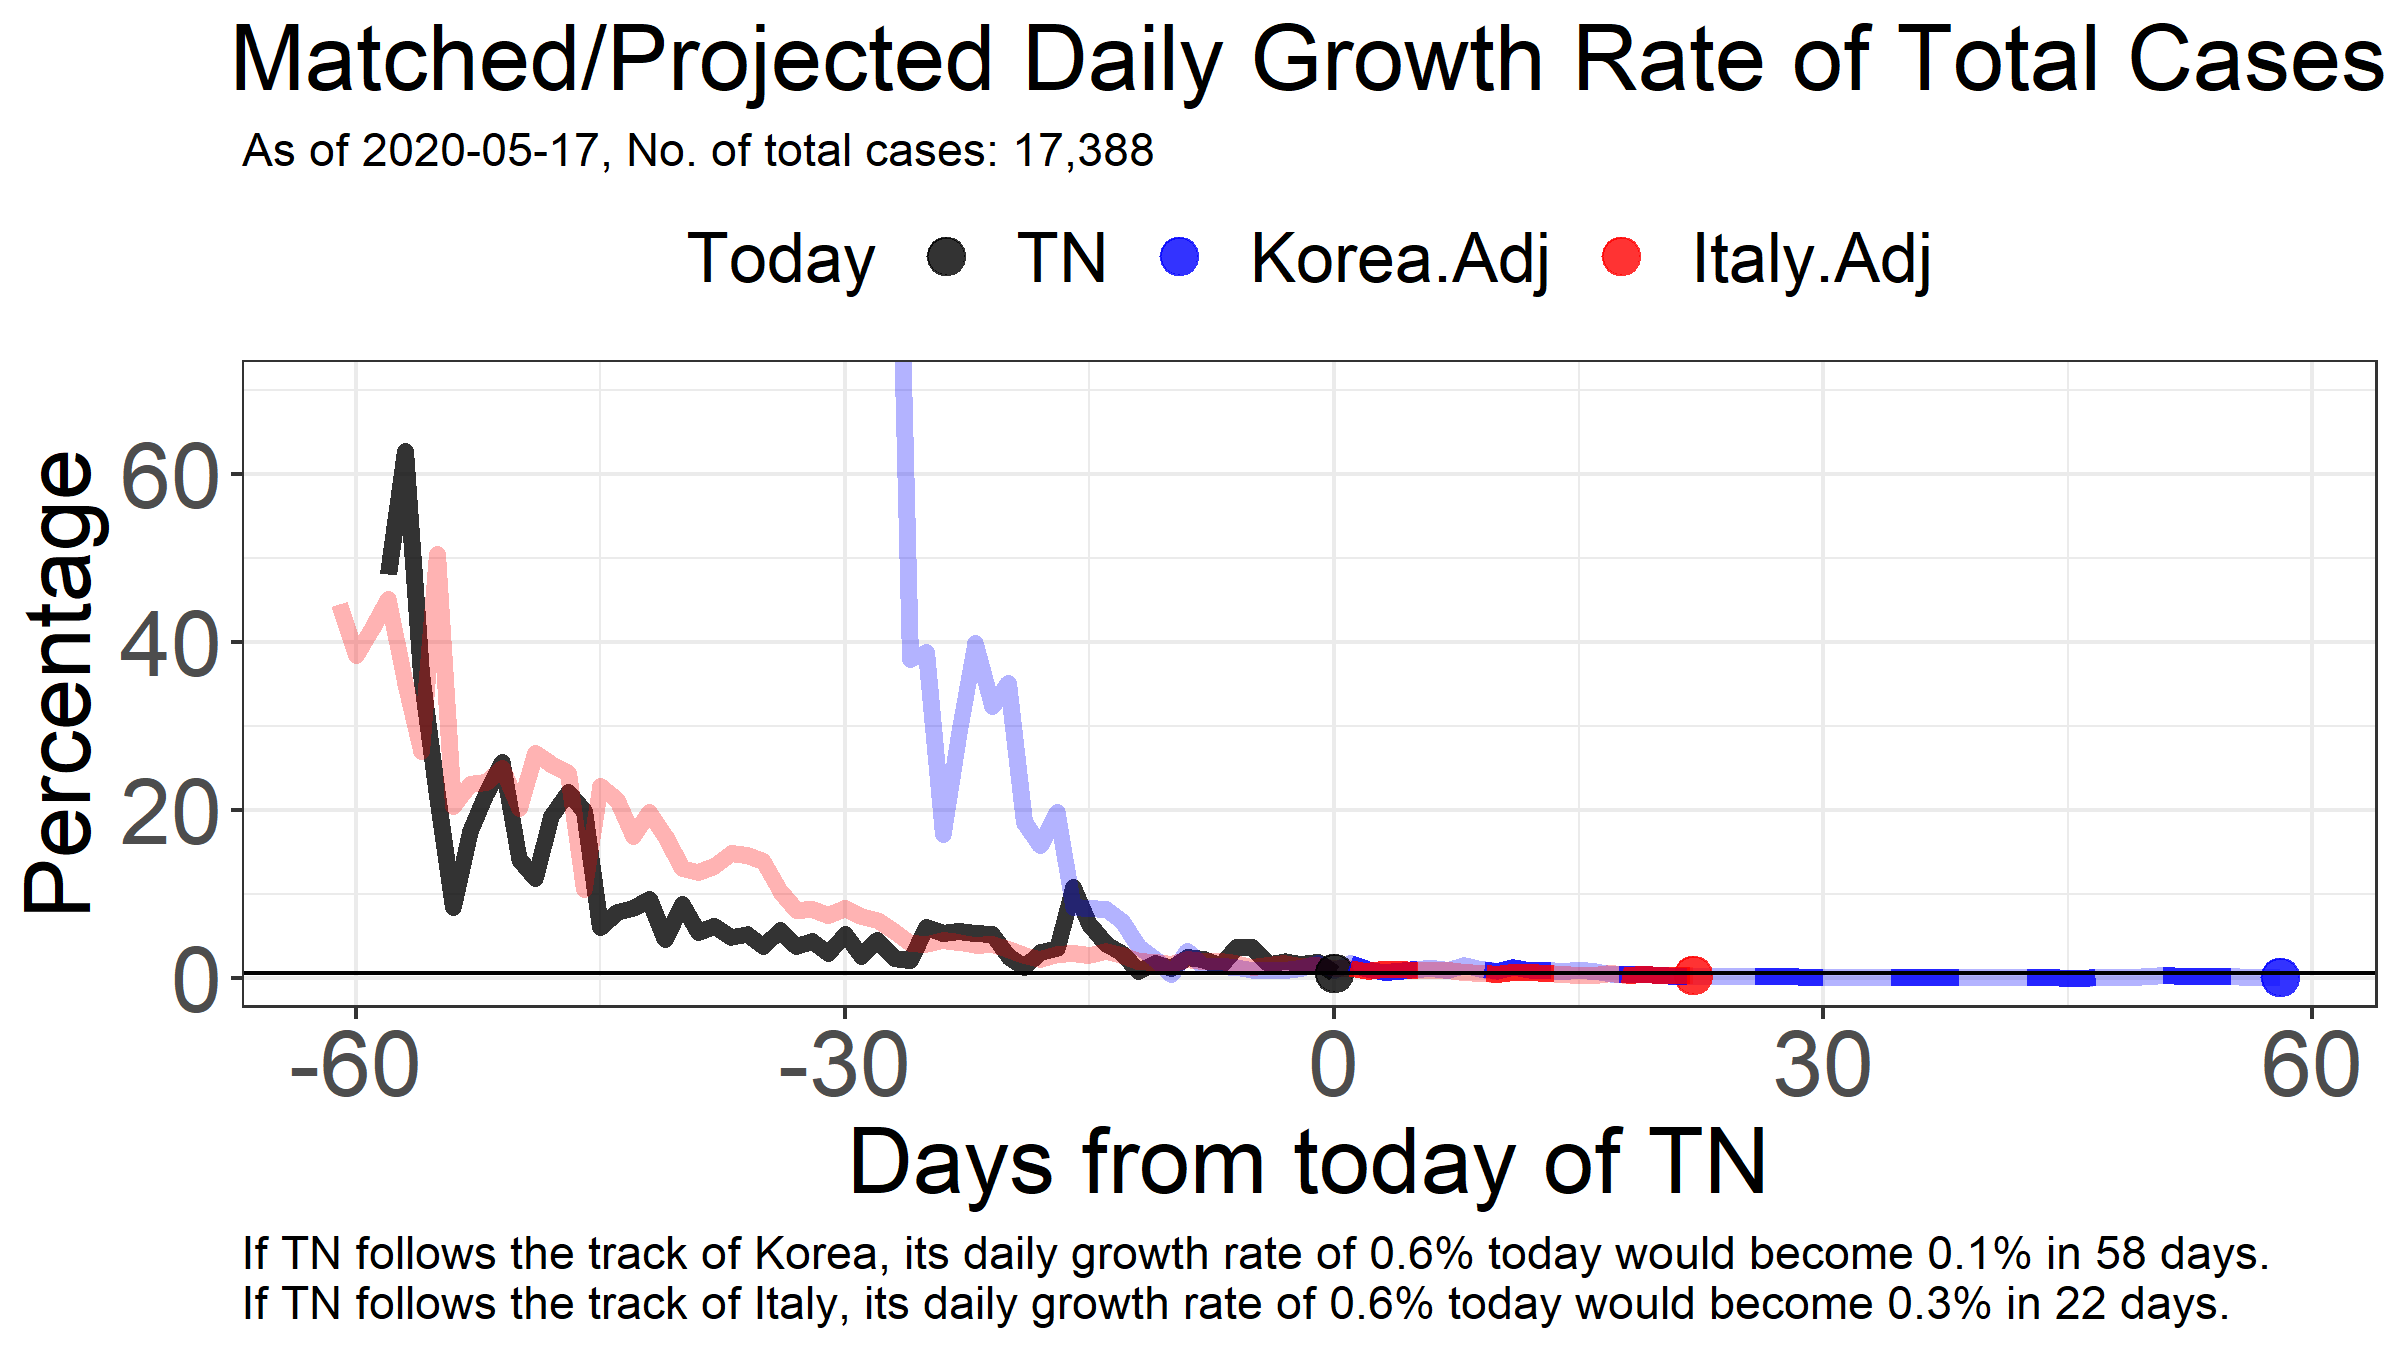 Matched/Projected Daily Growth Rate of Total Cases
As of 2020-05-17, No. of total cases: 17,388
Today TN Korea.Adj Italy.Adj
Percentage
60
40
20
0
-60 -30 0 30 60
Days from today of TN
If TN follows the track of Korea, its daily growth rate of 0.6% today would become 0.1% in 58 days.
If TN follows the track of Italy, its daily growth rate of 0.6% today would become 0.3% in 22 days.